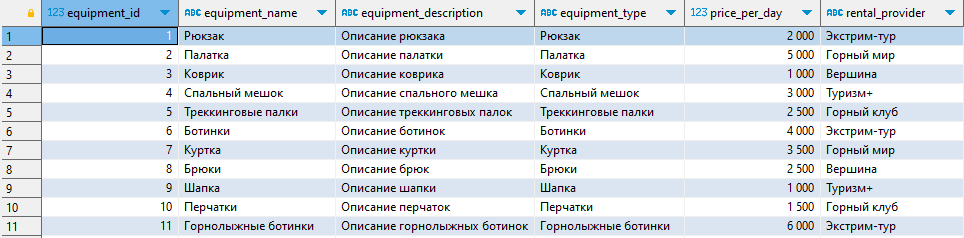 123 equipment_id ABC equipment_name ABC equipment_description ABC equipment_type 123 price_per_day ABC rental_provider
1 1 Рюкзак Описание рюкзака Рюкзак 2 000 Экстрим-тур
2 2 Палатка Описание палатки Палатка 5 000 Горный мир
3 3 Коврик Описание коврика Коврик 1 000 Вершина
4 4 Спальный мешок Описание спального мешка Спальный мешок 3 000 Туризм+
5 5 Треккинговые палки Описание треккинговых палок Треккинговые палки 2 500 Горный клуб
6 6 Ботинки Описание ботинок Ботинки 4 000 Экстрим-тур
7 7 Куртка Описание куртки Куртка 3 500 Горный мир
8 8 Брюки Описание брюк Брюки 2 500 Вершина
9 9 Шапка Описание шапки Шапка 1 000 Туризм+
10 10 Перчатки Описание перчаток Перчатки 1 500 Горный клуб
11 11 Горнолыжные ботинки Описание горнолыжных ботинок Горнолыжные ботинки 6 000 Экстрим-тур